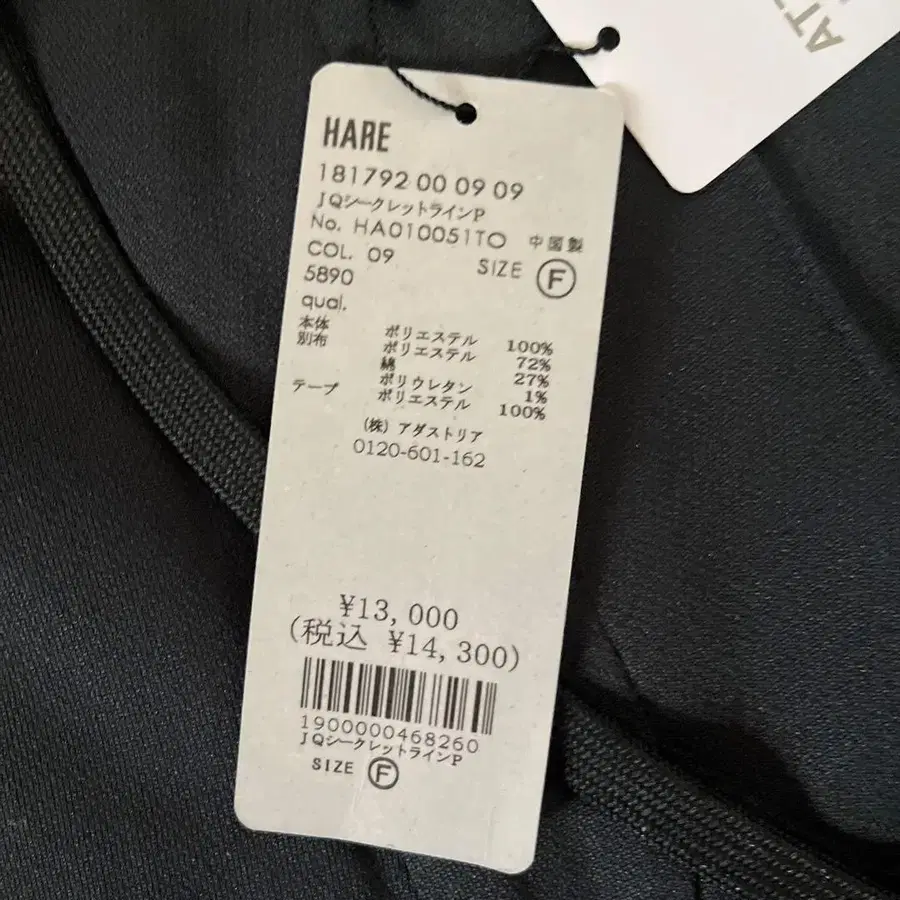 HARE
181792 00 09 09
JQシークレットラインP
No. HA010051TO 中国製
COL. 09 SIZE F
5890
qual.
本体 ポリエステル 100%
別布 ポリエステル 72%
綿 27%
ポリウレタン 1%
テープ ポリエステル 100%
(株) アダストリア
0120-601-162
¥13,000
(税込 ¥14,300)
1900000468260
JQシークレットラインP
SIZE F